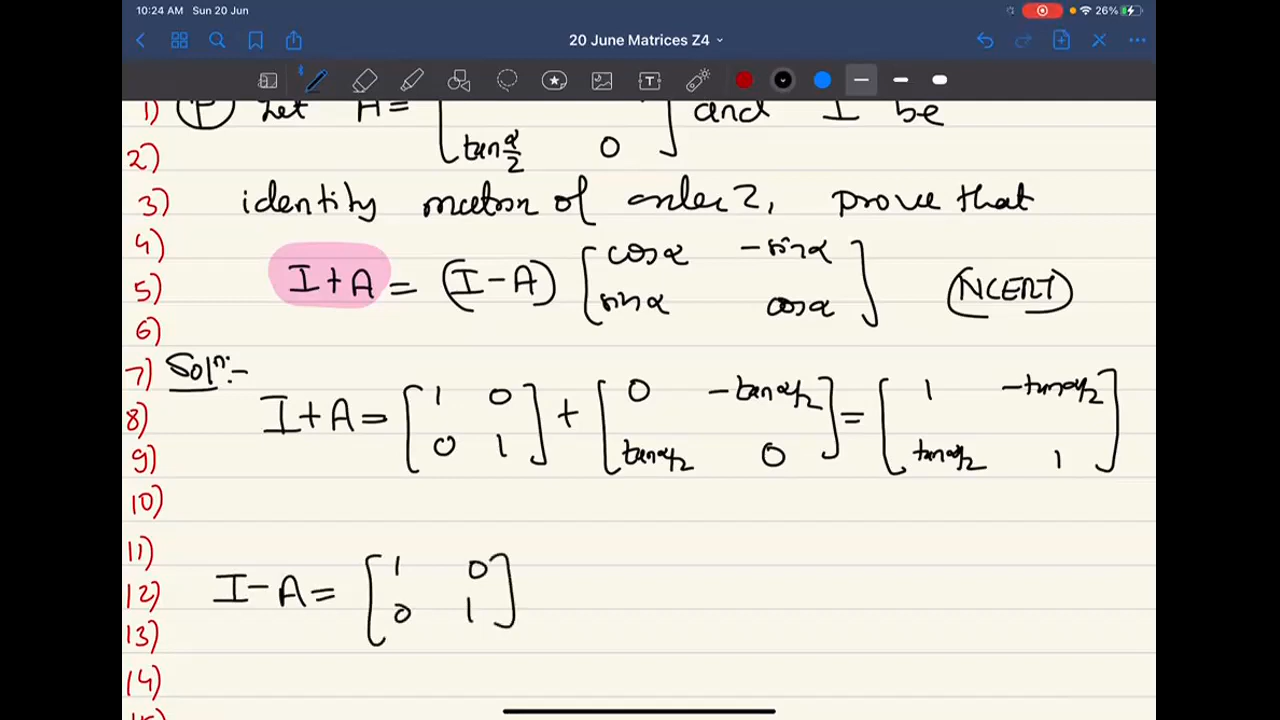 10:24 AM Sun 20 Jun 26%
20 June Matrices Z4
1) P Let A = [ ] and I be
2) tan α/2 0
3) identity matrix of order 2, prove that
4) cosα -sinα
5) I+A = (I-A) [ ] (NCERT)
sinα cosα
6)
7) Soln:-
1 0 0 -tanα/2 1 -tanα/2
8) I+A = [ ] + [ ] = [ ]
0 1 tanα/2 0 tanα/2 1
9)
10)
11)
1 0
12) I-A = [ ]
0 1
13)
14)